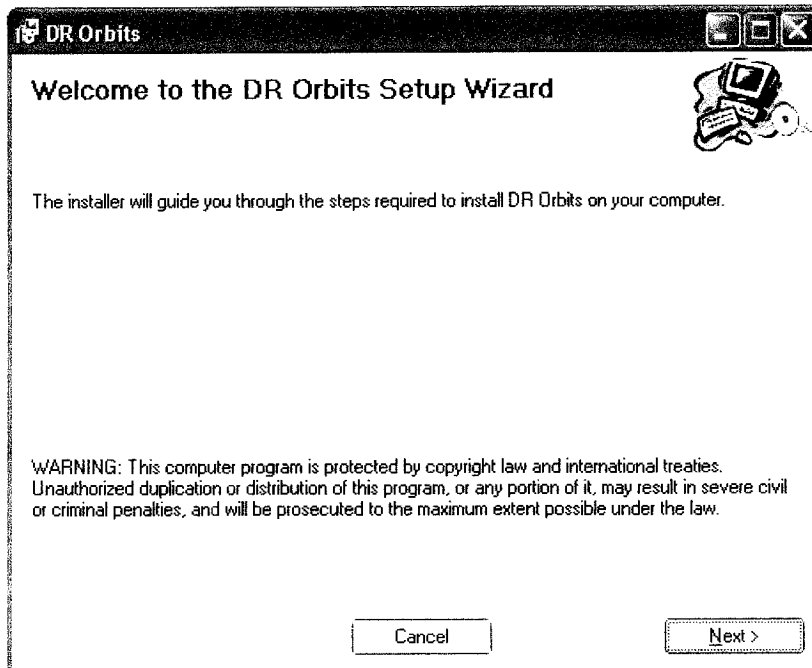 DR Orbits
Welcome to the DR Orbits Setup Wizard
The installer will guide you through the steps required to install DR Orbits on your computer.
WARNING: This computer program is protected by copyright law and international treaties.
Unauthorized duplication or distribution of this program, or any portion of it, may result in severe civil
or criminal penalties, and will be prosecuted to the maximum extent possible under the law.
Cancel
Next >